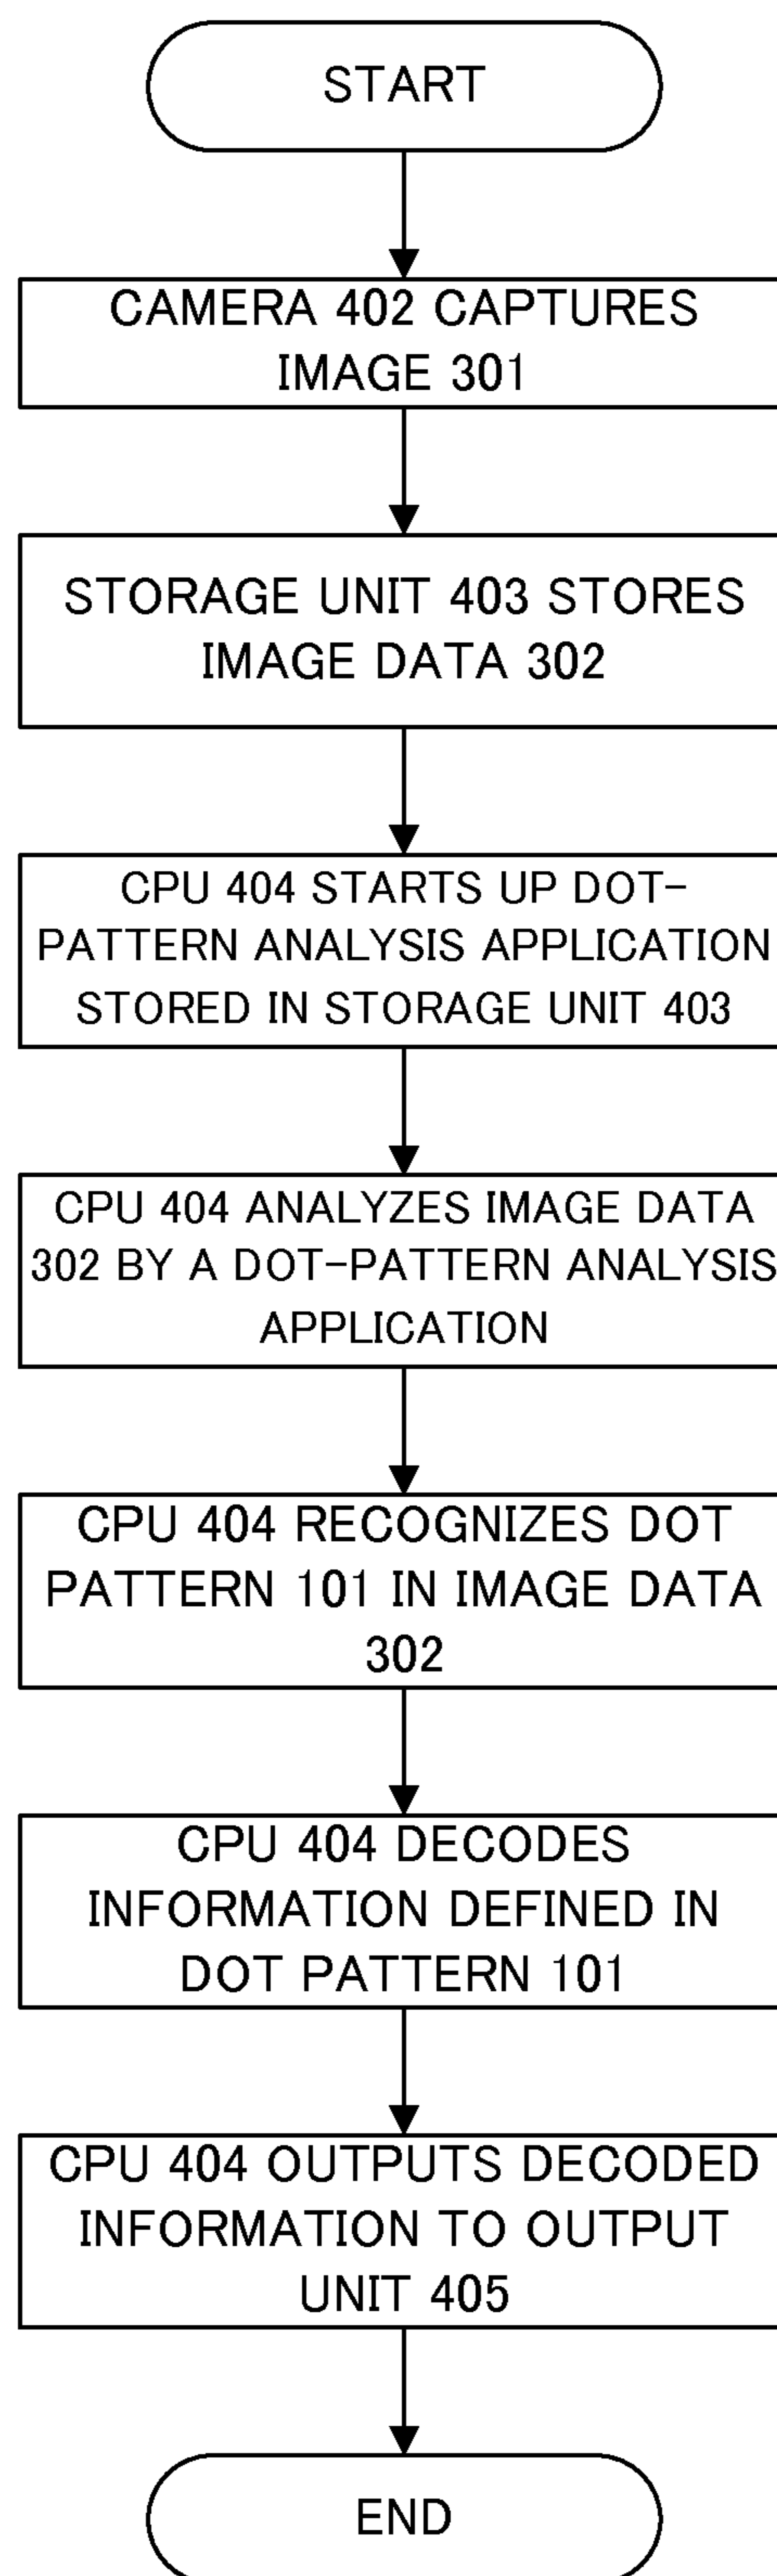 START
CAMERA 402 CAPTURES
IMAGE 301
STORAGE UNIT 403 STORES
IMAGE DATA 302
CPU 404 STARTS UP DOT-
PATTERN ANALYSIS APPLICATION
STORED IN STORAGE UNIT 403
CPU 404 ANALYZES IMAGE DATA
302 BY A DOT-PATTERN ANALYSIS
APPLICATION
CPU 404 RECOGNIZES DOT
PATTERN 101 IN IMAGE DATA
302
CPU 404 DECODES
INFORMATION DEFINED IN
DOT PATTERN 101
CPU 404 OUTPUTS DECODED
INFORMATION TO OUTPUT
UNIT 405
END